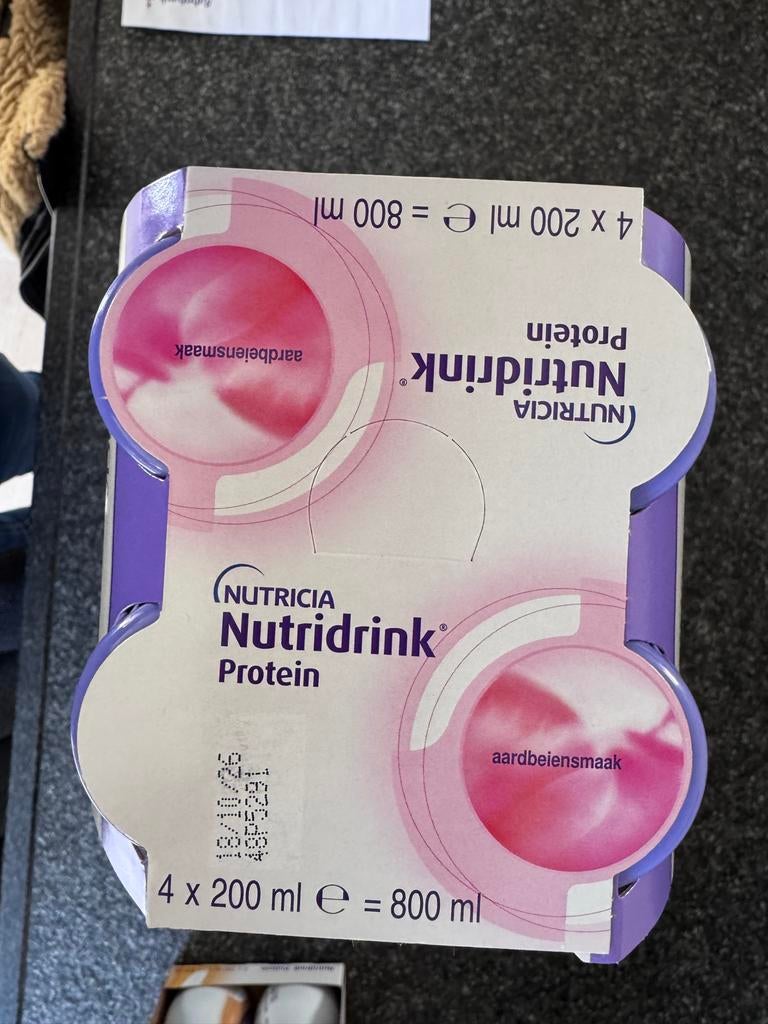 4 x 200 ml ℮ = 800 ml
NUTRICIA
Nutridrink®
Protein
aardbeiensmaak
NUTRICIA
Nutridrink®
Protein
aardbeiensmaak
18/10/26
48P5291
4 x 200 ml ℮ = 800 ml